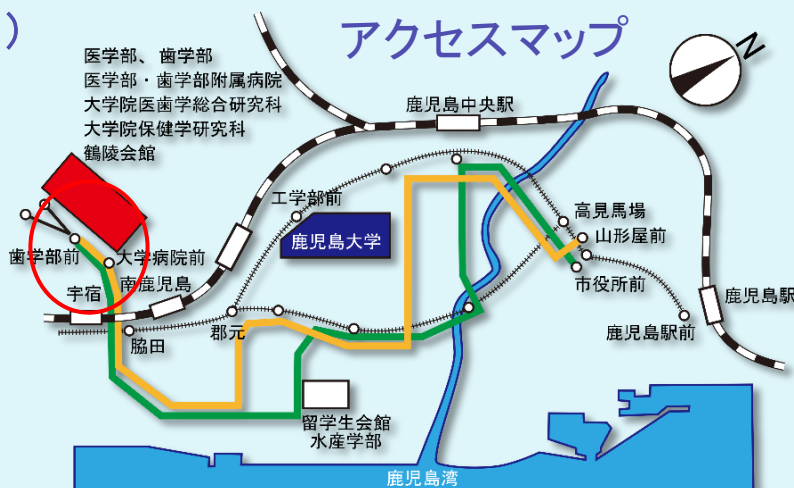 )
アクセスマップ
N
医学部、歯学部
医学部・歯学部附属病院
大学院医歯学総合研究科
大学院保健学研究科
鶴陵会館
鹿児島中央駅
工学部前
鹿児島大学
高見馬場
山形屋前
市役所前
歯学部前
大学病院前
南鹿児島
宇宿
脇田
郡元
鹿児島駅
鹿児島駅前
留学生会館
水産学部
鹿児島湾